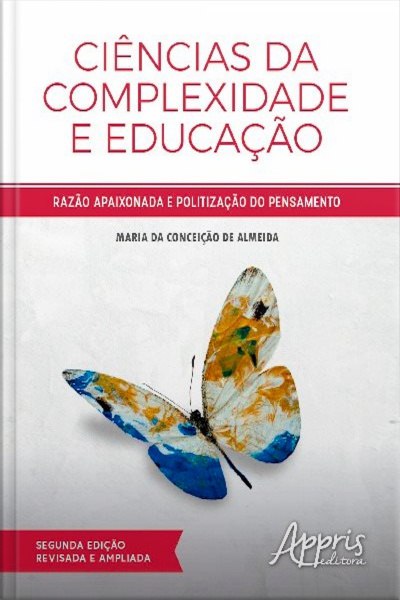 CIÊNCIAS DA
COMPLEXIDADE
E EDUCAÇÃO
RAZÃO APAIXONADA E POLITIZAÇÃO DO PENSAMENTO
MARIA DA CONCEIÇÃO DE ALMEIDA
SEGUNDA EDIÇÃO
REVISADA E AMPLIADA
Appris
editora